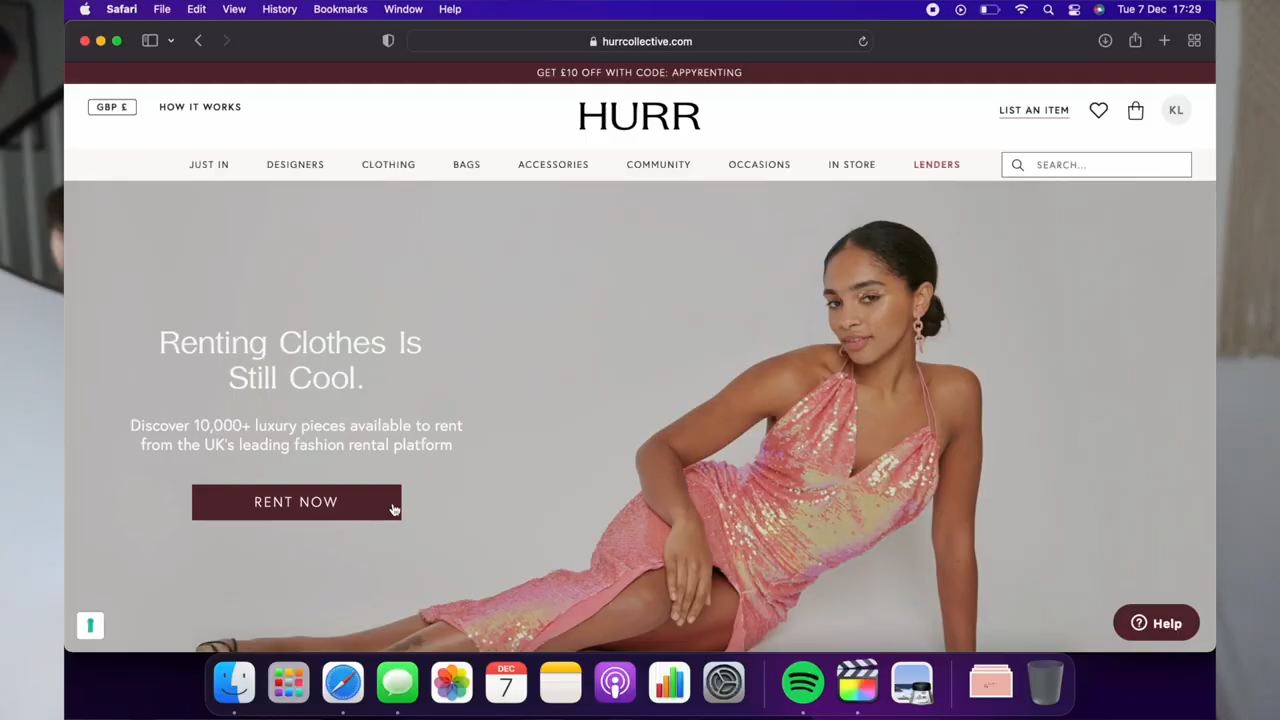 Safari File Edit View History Bookmarks Window Help Tue 7 Dec 17:29
hurrcollective.com
GET £10 OFF WITH CODE: APPYRENTING
GBP £ HOW IT WORKS HURR LIST AN ITEM KL
JUST IN DESIGNERS CLOTHING BAGS ACCESSORIES COMMUNITY OCCASIONS IN STORE LENDERS SEARCH...
Renting Clothes Is
Still Cool.
Discover 10,000+ luxury pieces available to rent
from the UK's leading fashion rental platform
RENT NOW
Help
DEC
7